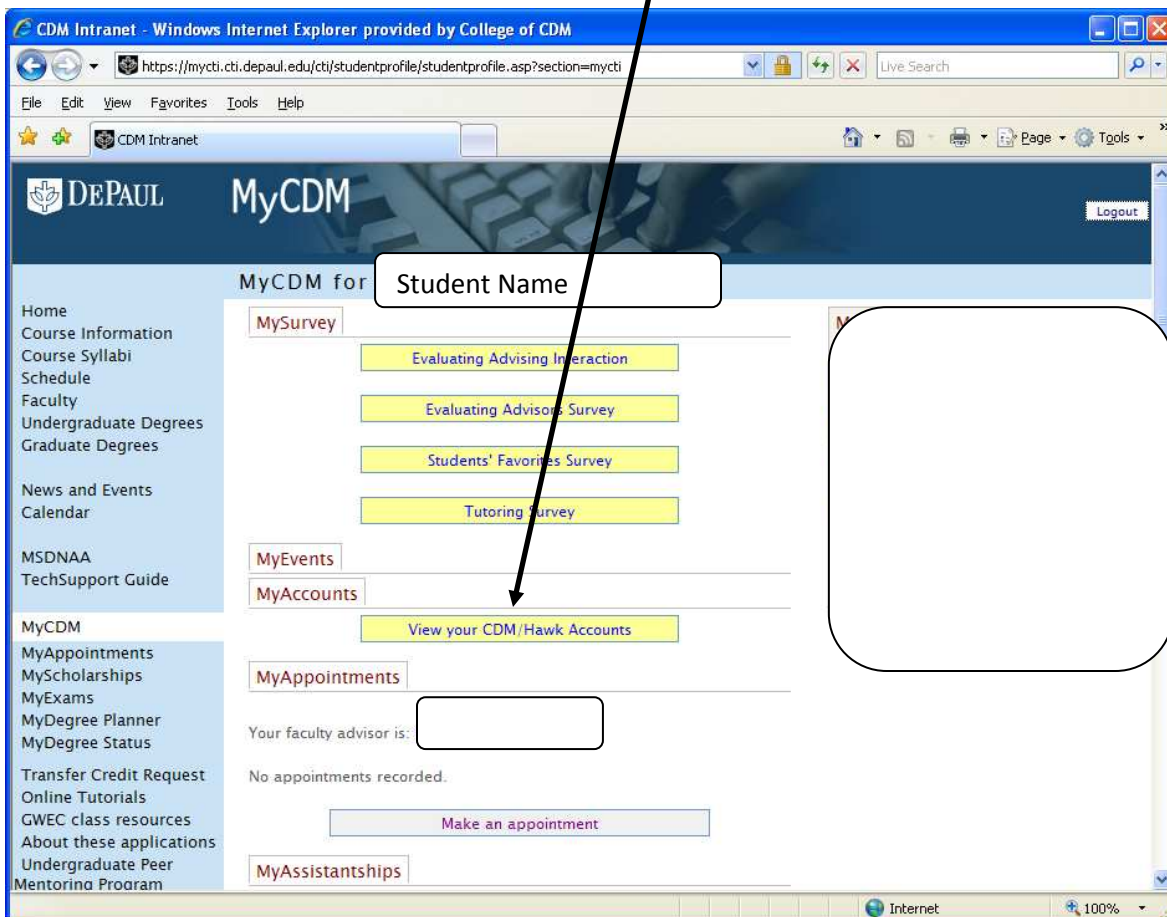 CDM Intranet - Windows Internet Explorer provided by College of CDM
https://mycti.cti.depaul.edu/cti/studentprofile/studentprofile.asp?section=mycti
Live Search
File Edit View Favorites Tools Help
CDM Intranet
Page Tools
DEPAUL
MyCDM
Logout
MyCDM for
Student Name
Home
Course Information
Course Syllabi
Schedule
Faculty
Undergraduate Degrees
Graduate Degrees
News and Events
Calendar
MSDNAA
TechSupport Guide
MyCDM
MyAppointments
MyScholarships
MyExams
MyDegree Planner
MyDegree Status
Transfer Credit Request
Online Tutorials
GWEC class resources
About these applications
Undergraduate Peer
Mentoring Program
MySurvey
Evaluating Advising Interaction
Evaluating Advisors Survey
Students' Favorites Survey
Tutoring Survey
MyEvents
MyAccounts
View your CDM/Hawk Accounts
MyAppointments
Your faculty advisor is:
No appointments recorded.
Make an appointment
MyAssistantships
Internet
100%